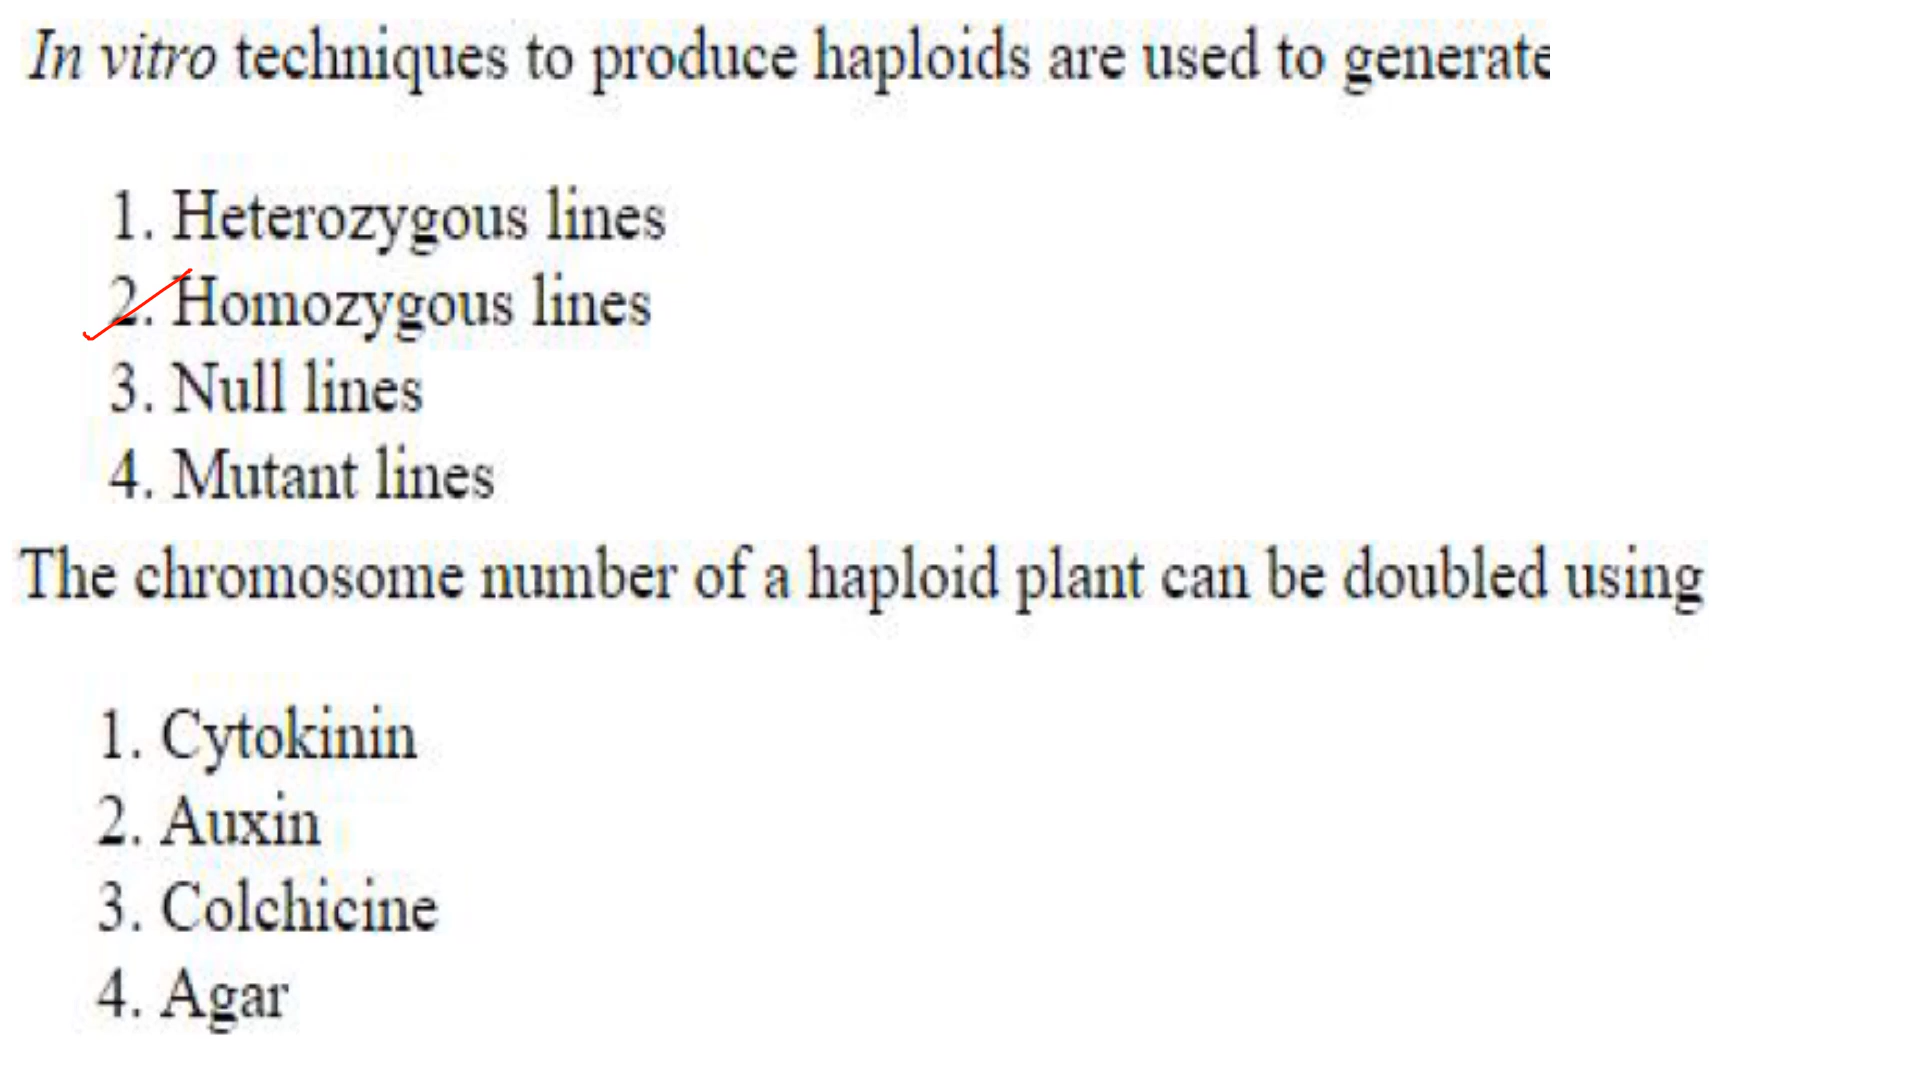 In vitro techniques to produce haploids are used to generate
1. Heterozygous lines
2. Homozygous lines
3. Null lines
4. Mutant lines
The chromosome number of a haploid plant can be doubled using
1. Cytokinin
2. Auxin
3. Colchicine
4. Agar